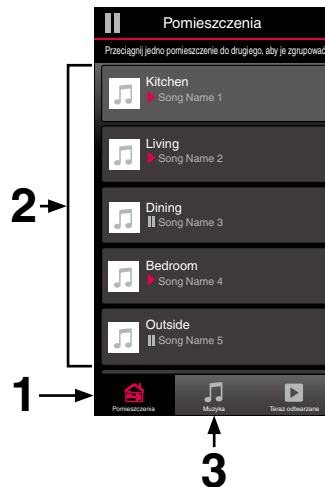 Pomieszczenia
Przeciągnij jedno pomieszczenie do drugiego, aby je zgrupować
Kitchen
Song Name 1
Living
Song Name 2
2
Dining
Song Name 3
Bedroom
Song Name 4
Outside
Song Name 5
1
Pomieszczenia
Muzyka
Teraz odtwarzane
3